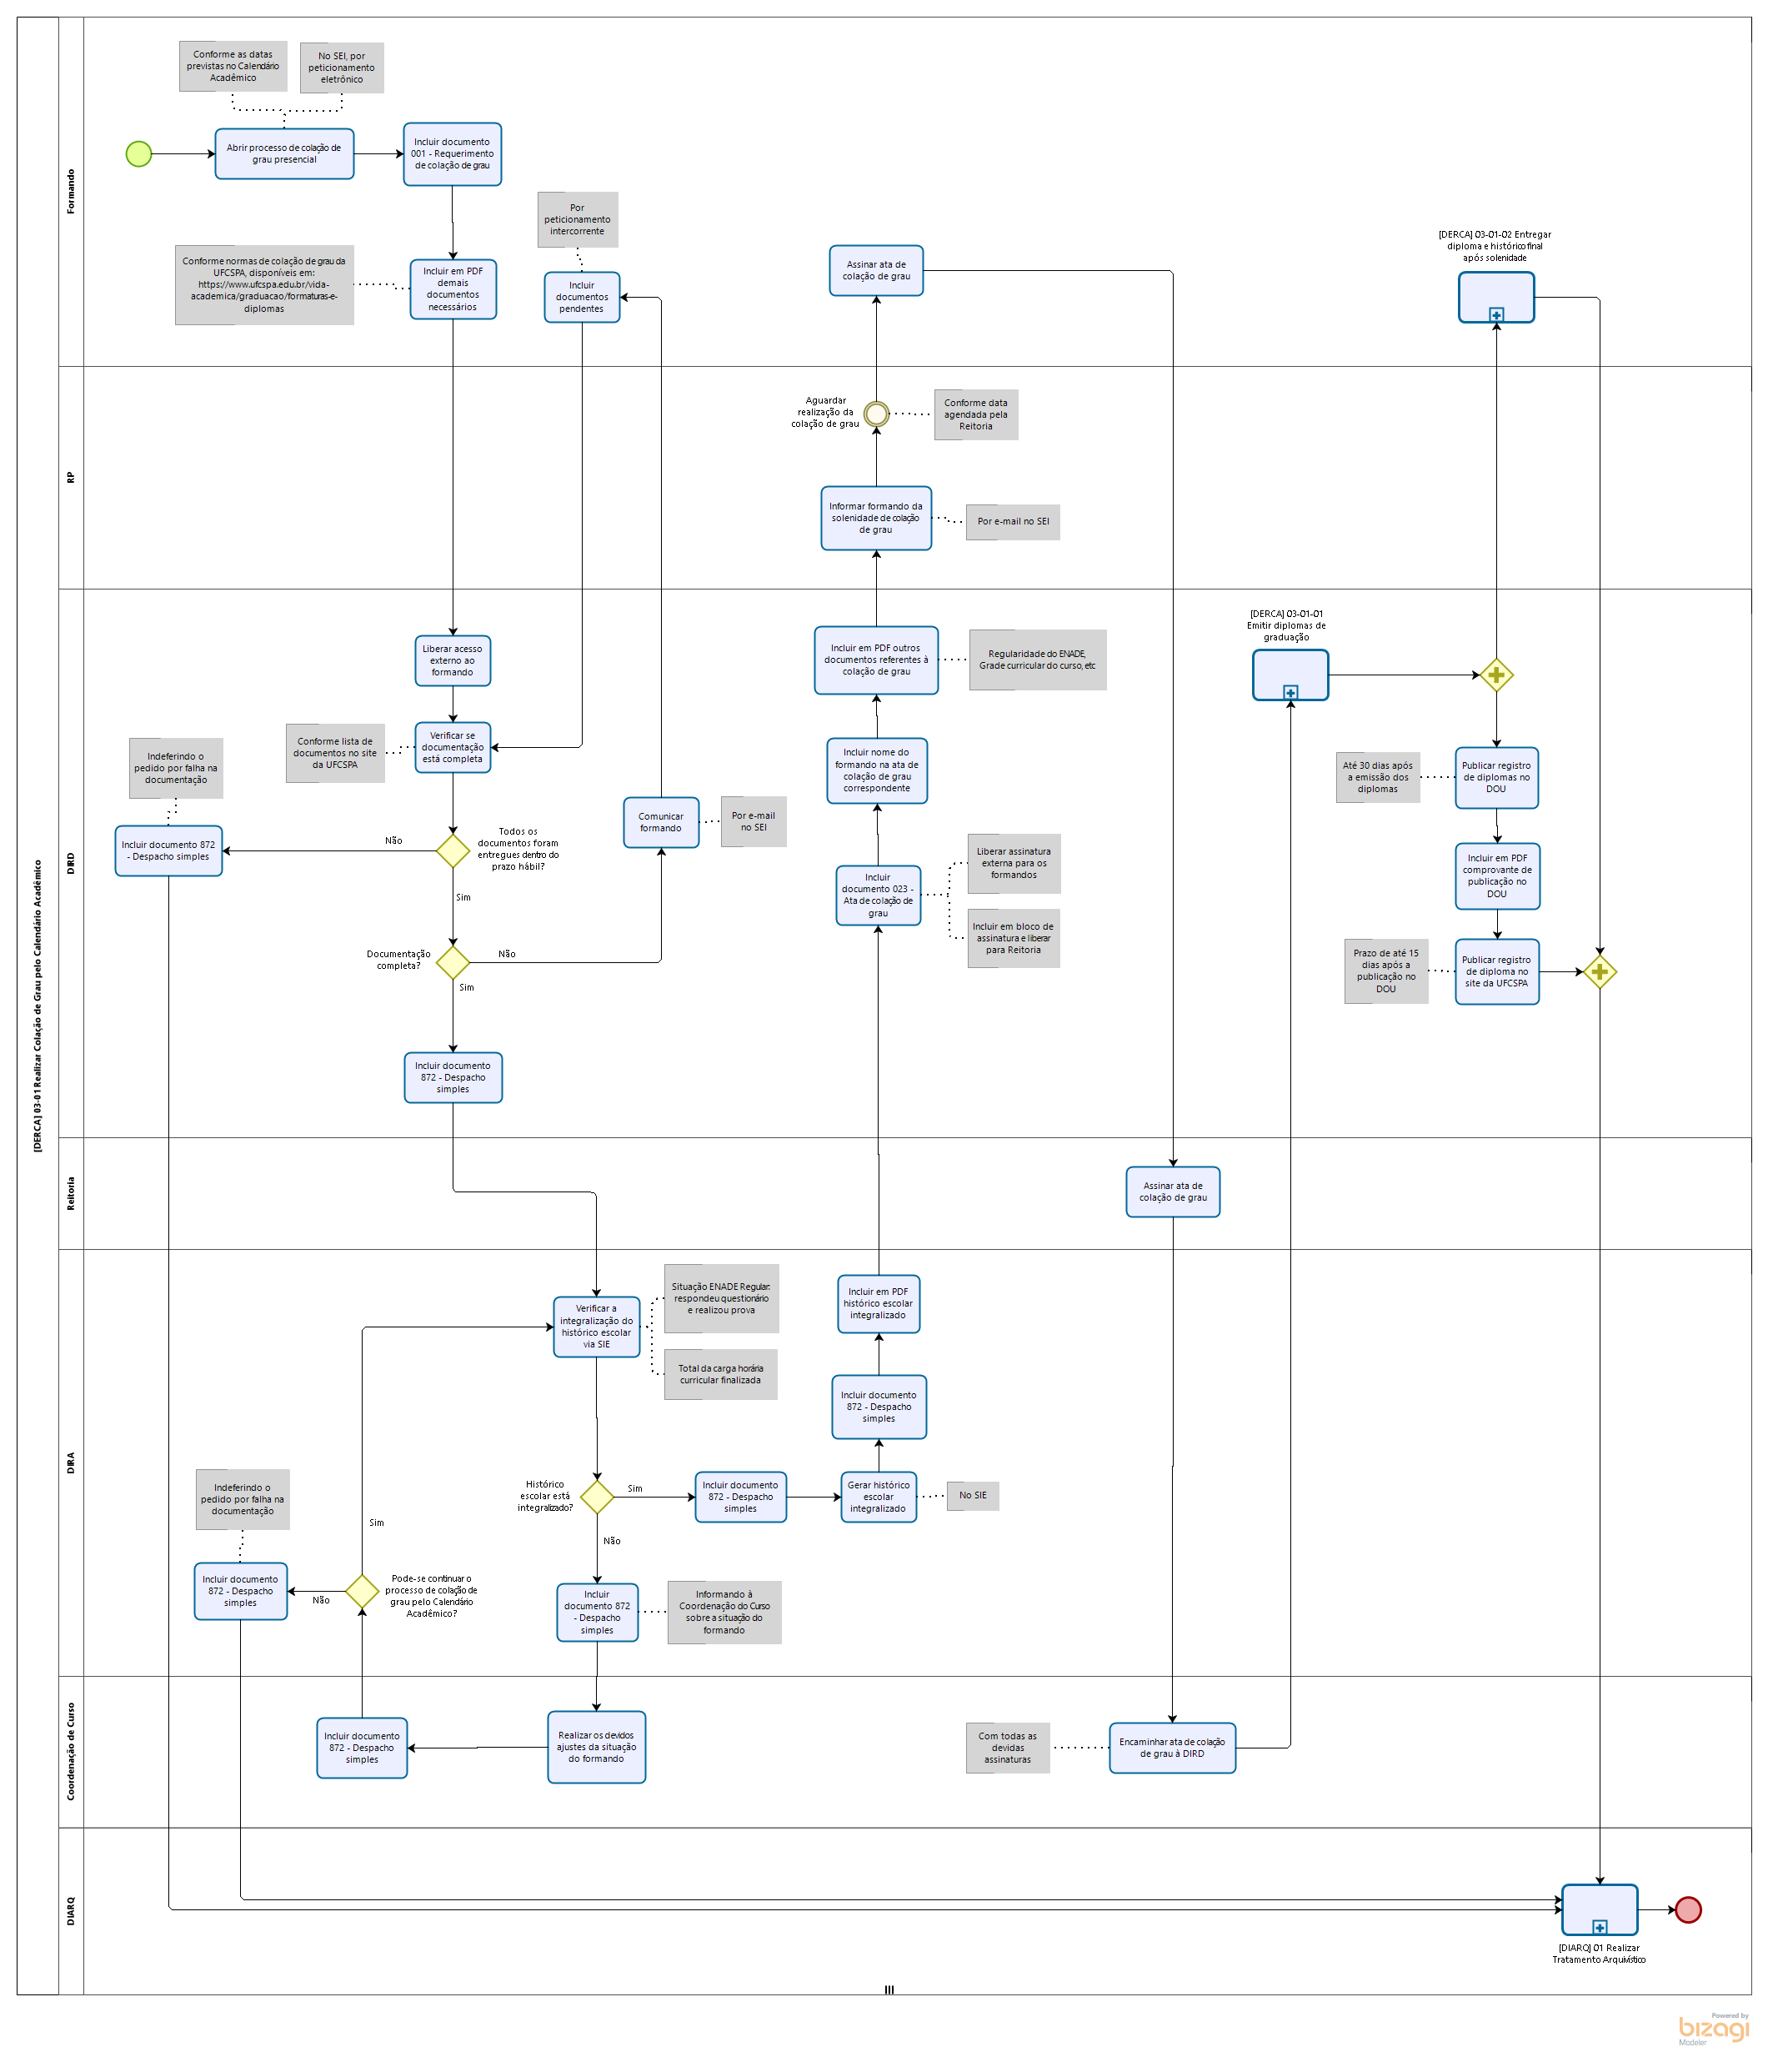 [DERCA] 03-01 Realizar Colação de Grau pelo Calendário Acadêmico
Formando
Conforme as datas
previstas no Calendário
Acadêmico
No SEI, por
peticionamento
eletrônico
Abrir processo de colação de
grau presencial
Incluir documento
001 - Requerimento
de colação de grau
Por
peticionamento
intercorrente
Conforme normas de colação de grau da
UFCSPA, disponíveis em:
https://www.ufcspa.edu.br/vida-
academica/graduacao/formaturas-e-
diplomas
Incluir em PDF
demais
documentos
necessários
Incluir
documentos
pendentes
Assinar ata de
colação de grau
[DERCA] 03-01-02 Entregar
diploma e histórico final
após solenidade
RP
Aguardar
realização da
colação de grau
Conforme data
agendada pela
Reitoria
Informar formando da
solenidade de colação
de grau
Por e-mail no SEI
DIRD
Liberar acesso
externo ao
formando
Incluir em PDF outros
documentos referentes à
colação de grau
Regularidade do ENADE,
Grade curricular do curso, etc
[DERCA] 03-01-01
Emitir diplomas de
graduação
Indeferindo o
pedido por falha na
documentação
Conforme lista de
documentos no site
da UFCSPA
Verificar se
documentação
está completa
Incluir nome do
formando na ata de
colação de grau
correspondente
Até 30 dias após
a emissão dos
diplomas
Publicar registro
de diplomas no
DOU
Incluir documento 872
- Despacho simples
Não
Todos os
documentos foram
entregues dentro do
prazo hábil?
Comunicar
formando
Por e-mail
no SEI
Sim
Incluir
documento 023 -
Ata de colação de
grau
Liberar assinatura
externa para os
formandos
Incluir em bloco de
assinatura e liberar
para Reitoria
Incluir em PDF
comprovante de
publicação no
DOU
Documentação
completa?
Não
Sim
Prazo de até 15
dias após a
publicação no
DOU
Publicar registro
de diploma no
site da UFCSPA
Incluir documento
872 - Despacho
simples
Reitoria
Assinar ata de
colação de grau
DIRA
Verificar a
integralização do
histórico escolar
via SIE
Situação ENADE Regular:
respondeu questionário
e realizou prova
Total da carga horária
curricular finalizada
Incluir em PDF
histórico escolar
integralizado
Incluir documento
872 - Despacho
simples
Histórico
escolar está
integralizado?
Sim
Incluir documento
872 - Despacho
simples
Gerar histórico
escolar
integralizado
No SIE
Não
Indeferindo o
pedido por falha na
documentação
Sim
Incluir documento
872 - Despacho
simples
Não
Pode-se continuar o
processo de colação de
grau pelo Calendário
Acadêmico?
Incluir
documento 872
- Despacho
simples
Informando à
Coordenação do Curso
sobre a situação do
formando
Coordenação de Curso
Incluir documento
872 - Despacho
simples
Realizar os devidos
ajustes da situação
do formando
Com todas as
devidas
assinaturas
Encaminhar ata de colação
de grau à DIRD
DIARQ
[DIARQ] 01 Realizar
Tratamento Arquivístico
Powered by
bizagi
Modeler